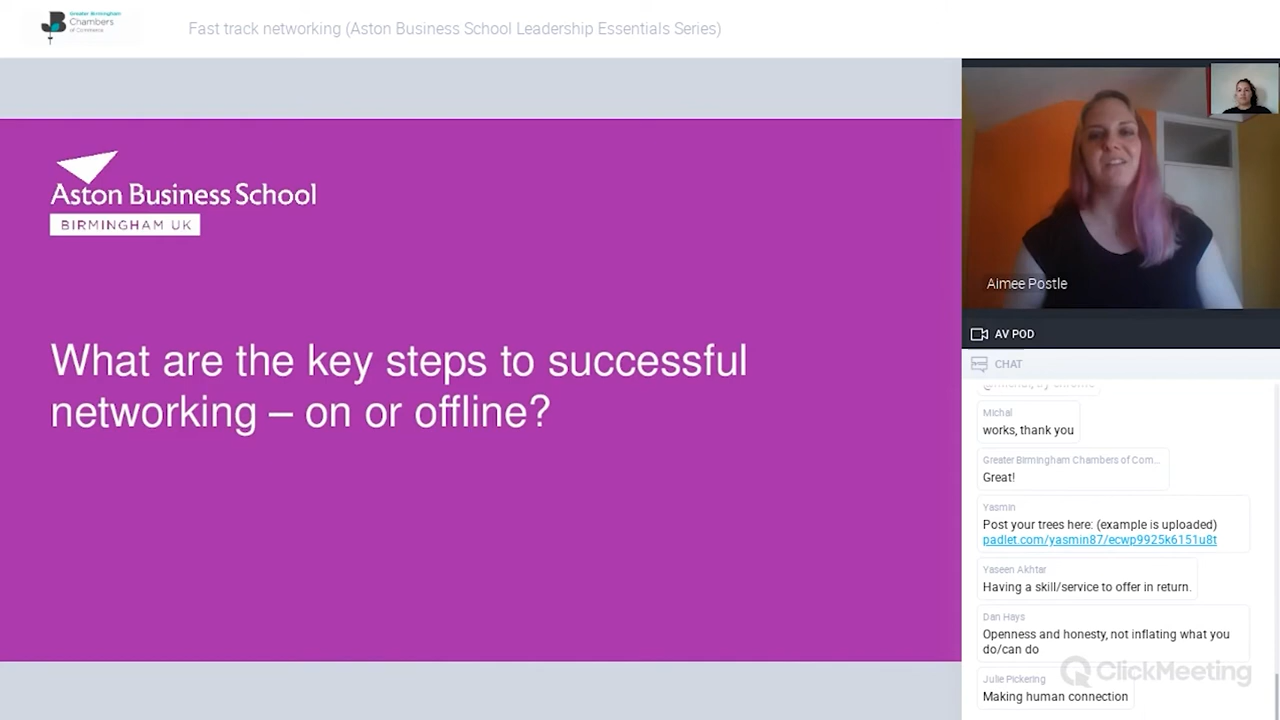 Greater Birmingham
Chambers
of Commerce
Fast track networking (Aston Business School Leadership Essentials Series)
Aston Business School
BIRMINGHAM UK
What are the key steps to successful
networking – on or offline?
Aimee Postle
AV POD
CHAT
Michal
works, thank you
Greater Birmingham Chambers of Com...
Great!
Yasmin
Post your trees here: (example is uploaded)
padlet.com/yasmin87/ecwp9925k6151u8t
Yaseen Akhtar
Having a skill/service to offer in return.
Dan Hays
Openness and honesty, not inflating what you
do/can do
Julie Pickering
Making human connection
ClickMeeting